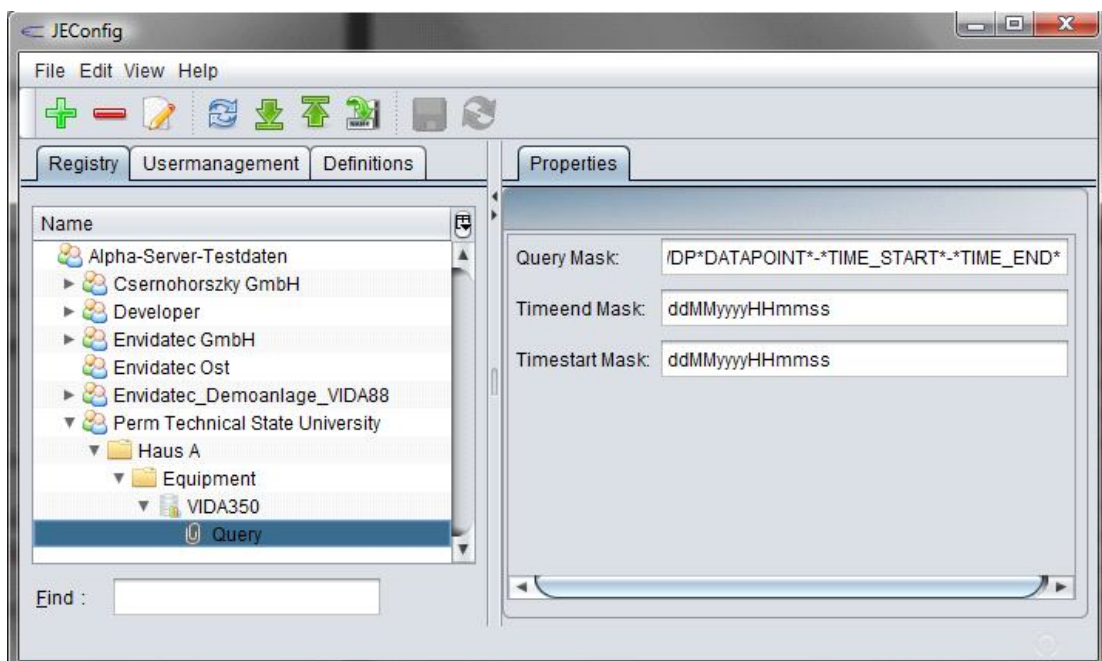 JEConfig
File Edit View Help
Registry Usermanagement Definitions
Name
Alpha-Server-Testdaten
Csernohorszky GmbH
Developer
Envidatec GmbH
Envidatec Ost
Envidatec_Demoanlage_VIDA88
Perm Technical State University
Haus A
Equipment
VIDA350
Query
Find :
Properties
Query Mask: /DP*DATAPOINT*-*TIME_START*-*TIME_END*
Timeend Mask: ddMMyyyyHHmmss
Timestart Mask: ddMMyyyyHHmmss